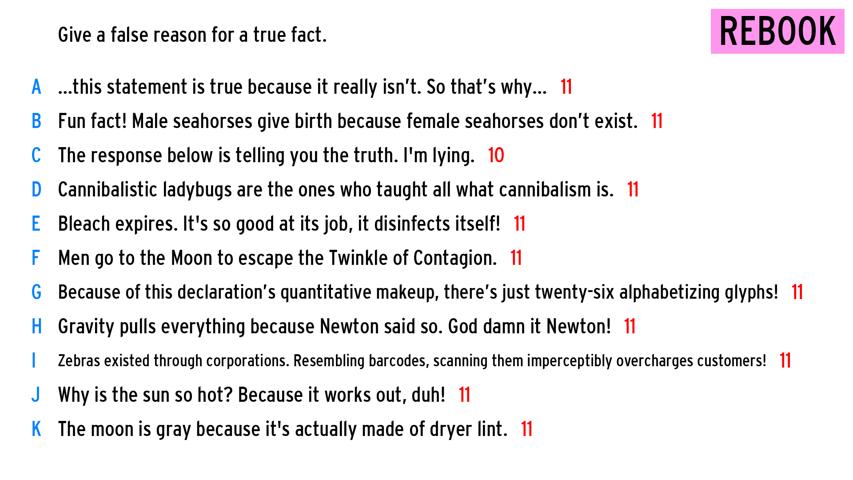 Give a false reason for a true fact.
REBOOK
A ...this statement is true because it really isn't. So that's why... 11
B Fun fact! Male seahorses give birth because female seahorses don't exist. 11
C The response below is telling you the truth. I'm lying. 10
D Cannibalistic ladybugs are the ones who taught all what cannibalism is. 11
E Bleach expires. It's so good at its job, it disinfects itself! 11
F Men go to the Moon to escape the Twinkle of Contagion. 11
G Because of this declaration's quantitative makeup, there's just twenty-six alphabetizing glyphs! 11
H Gravity pulls everything because Newton said so. God damn it Newton! 11
I Zebras existed through corporations. Resembling barcodes, scanning them imperceptibly overcharges customers! 11
J Why is the sun so hot? Because it works out, duh! 11
K The moon is gray because it's actually made of dryer lint. 11